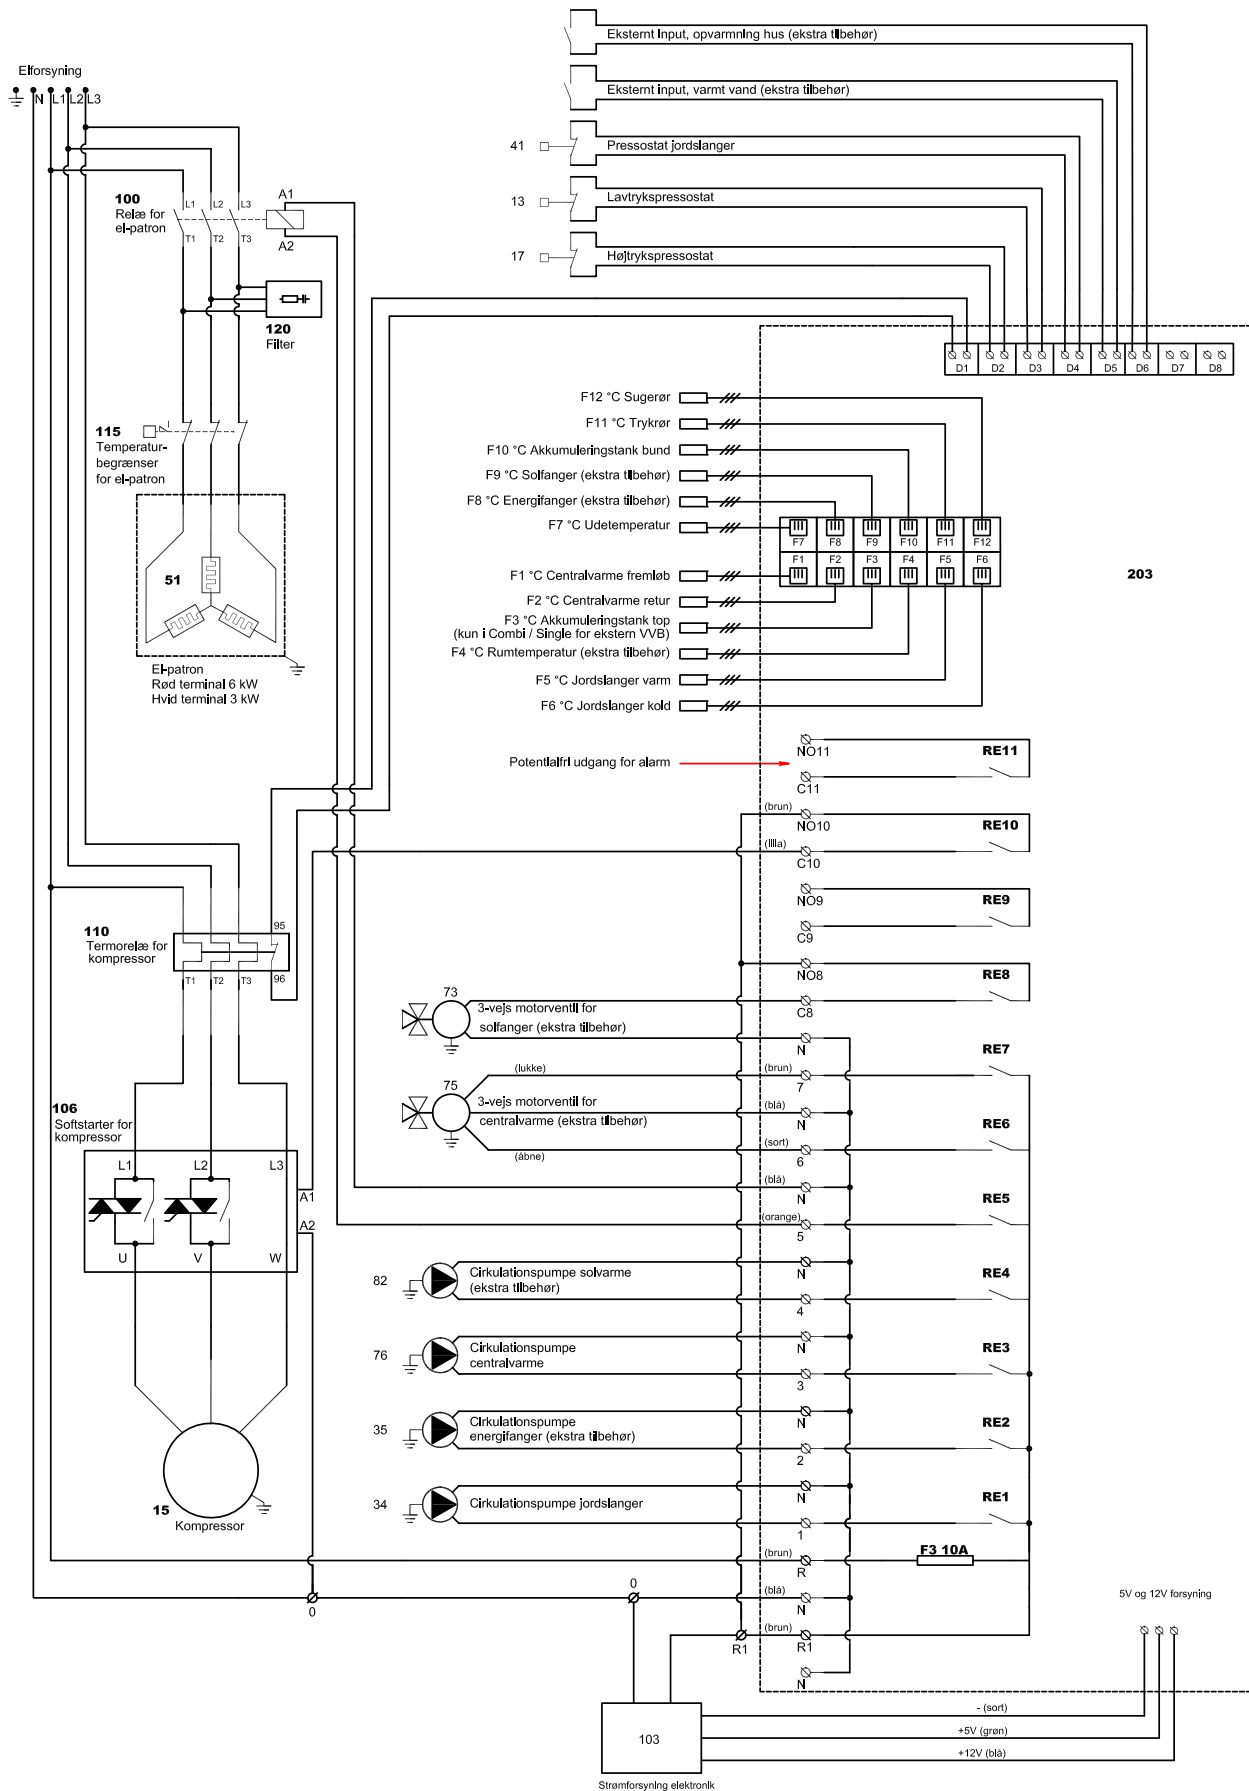 Eksternt input, opvarmning hus (ekstra tilbehør)
Elforsyning
N L1 L2 L3
Eksternt input, varmt vand (ekstra tilbehør)
41 Pressostat jordslanger
13 Lavtrykspressostat
17 Højtrykspressostat
100
Relæ for
el-patron
L1 L2 L3
T1 T2 T3
A1
A2
120
Filter
D1 D2 D3 D4 D5 D6 D7 D8
115
Temperatur-
begrænser
for el-patron
51
El-patron
Rød terminal 6 kW
Hvid terminal 3 kW
F12 °C Sugerør
F11 °C Trykrør
F10 °C Akkumuleringstank bund
F9 °C Solfanger (ekstra tilbehør)
F8 °C Energifanger (ekstra tilbehør)
F7 °C Udetemperatur
F7 F8 F9 F10 F11 F12
F1 F2 F3 F4 F5 F6
203
F1 °C Centralvarme fremløb
F2 °C Centralvarme retur
F3 °C Akkumuleringstank top
(kun i Combi / Single for ekstern VVB)
F4 °C Rumtemperatur (ekstra tilbehør)
F5 °C Jordslanger varm
F6 °C Jordslanger kold
Potentialfri udgang for alarm
NO11 RE11
C11
(brun) NO10 RE10
(lilla) C10
NO9 RE9
C9
NO8 RE8
C8
110
Termorelæ for
kompressor
95
96
T1 T2 T3
73
3-vejs motorventil for
solfanger (ekstra tilbehør)
N
RE7
(lukke) (brun) 7
75
3-vejs motorventil for
centralvarme (ekstra tilbehør)
(blå) N
RE6
(åbne) (sort) 6
(blå) N
RE5
(orange) 5
106
Softstarter for
kompressor
L1 L2 L3
A1
A2
U V W
82 Cirkulationspumpe solvarme
(ekstra tilbehør)
N RE4
4
76 Cirkulationspumpe
centralvarme
N RE3
3
35 Cirkulationspumpe
energifanger (ekstra tilbehør)
N RE2
2
34 Cirkulationspumpe jordslanger
N RE1
1
15
Kompressor
(brun) R F3 10A
0 0 (blå) N
R1 (brun) R1
N
5V og 12V forsyning
103
- (sort)
+5V (grøn)
+12V (blå)
Strømforsyning elektronik